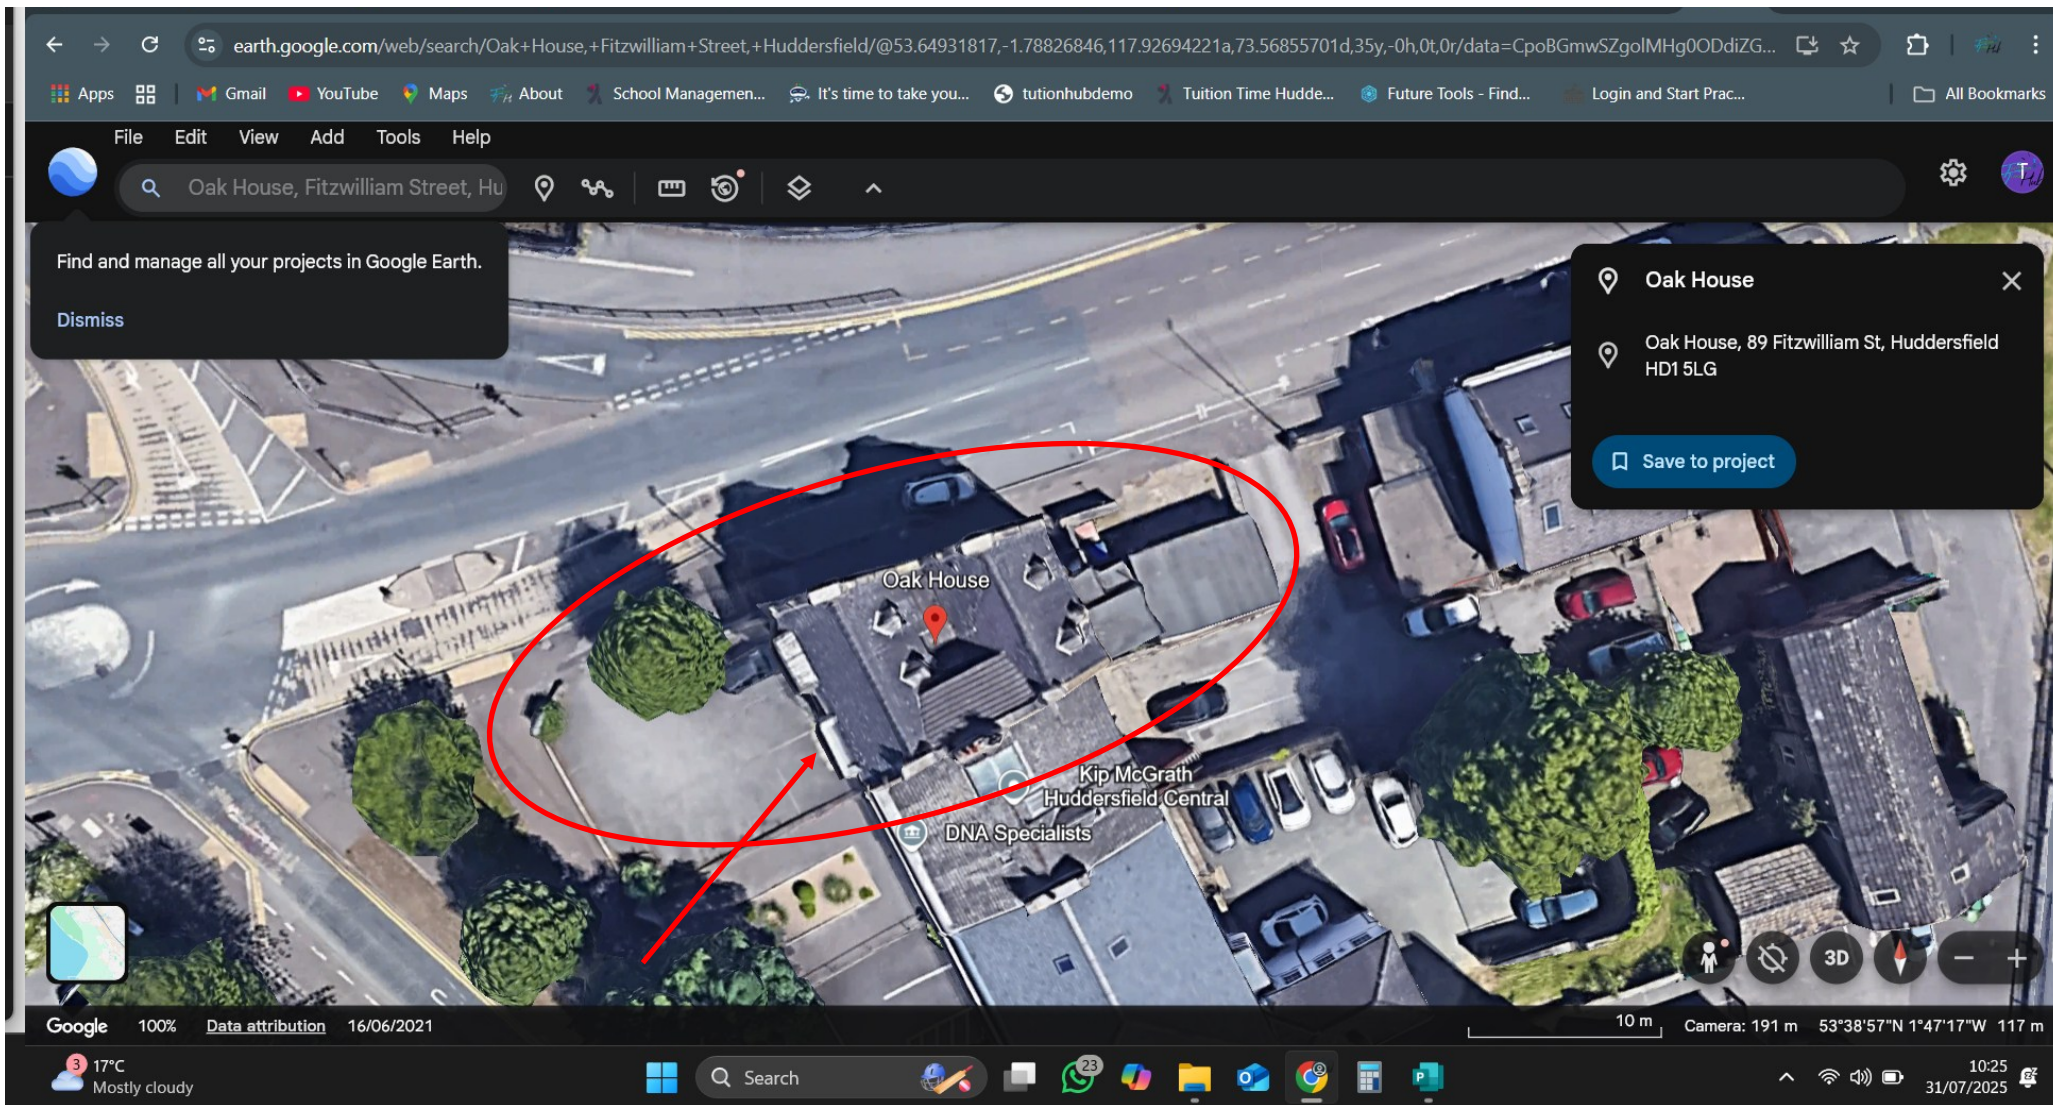 earth.google.com/web/search/Oak+House,+Fitzwilliam+Street,+Huddersfield/@53.64931817,-1.78826846,117.92694221a,73.56855701d,35y,-0h,0t,0r/data=CpoBGmwSZgolMHg0ODdiZG...
Apps
Gmail
YouTube
Maps
About
School Managemen...
It's time to take you...
tutionhubdemo
Tuition Time Hudde...
Future Tools - Find...
Login and Start Prac...
All Bookmarks
File Edit View Add Tools Help
Oak House, Fitzwilliam Street, Hu
Find and manage all your projects in Google Earth.
Dismiss
Oak House
Oak House, 89 Fitzwilliam St, Huddersfield
HD1 5LG
Save to project
Oak House
Kip McGrath
Huddersfield Central
DNA Specialists
3D
Google 100% Data attribution 16/06/2021
10 m
Camera: 191 m 53°38'57"N 1°47'17"W 117 m
3
17°C
Mostly cloudy
Search
23
10:25
31/07/2025